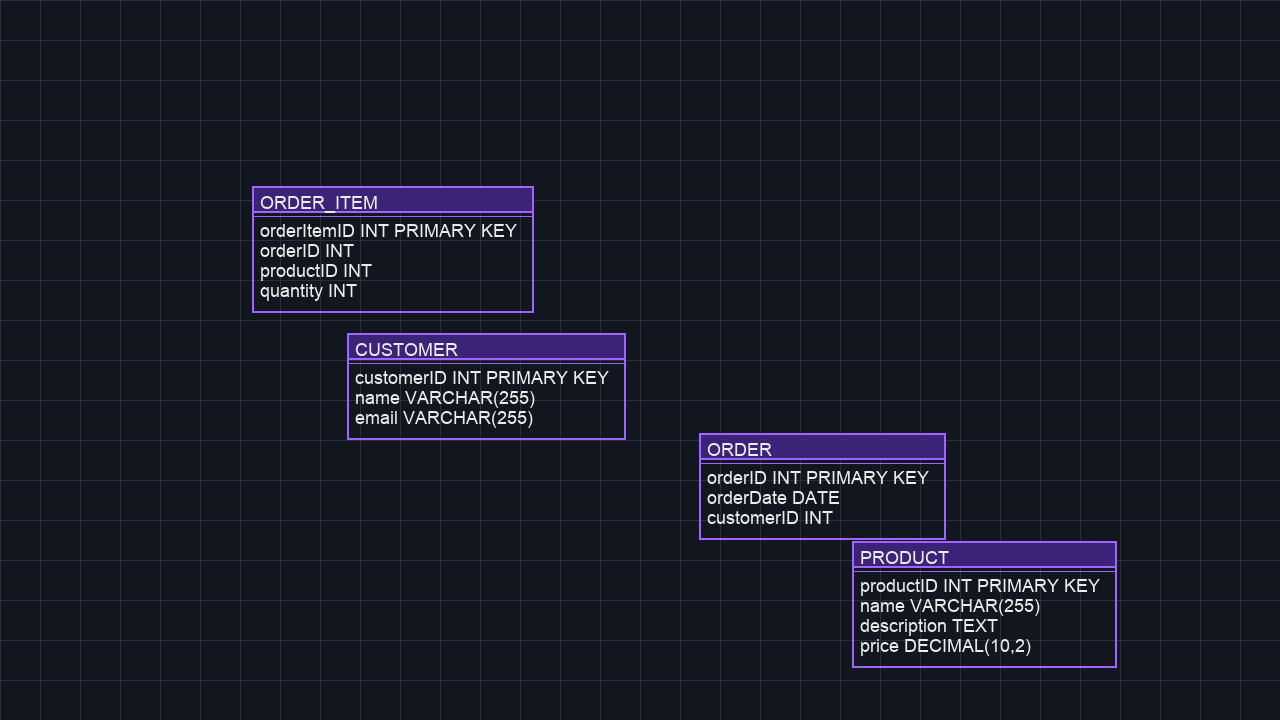 ORDER_ITEM
orderItemID INT PRIMARY KEY
orderID INT
productID INT
quantity INT
CUSTOMER
customerID INT PRIMARY KEY
name VARCHAR(255)
email VARCHAR(255)
ORDER
orderID INT PRIMARY KEY
orderDate DATE
customerID INT
PRODUCT
productID INT PRIMARY KEY
name VARCHAR(255)
description TEXT
price DECIMAL(10,2)